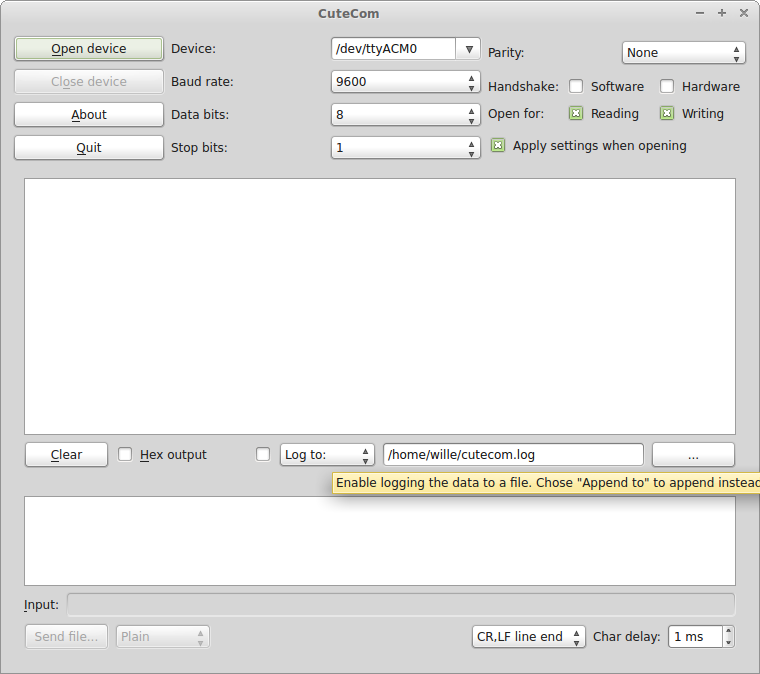 CuteCom
Open device Device: /dev/ttyACM0 Parity: None
Close device Baud rate: 9600 Handshake: Software Hardware
About Data bits: 8 Open for: Reading Writing
Quit Stop bits: 1 Apply settings when opening
Clear Hex output Log to: /home/wille/cutecom.log ...
Enable logging the data to a file. Chose "Append to" to append instead
Input:
Send file... Plain CR,LF line end Char delay: 1 ms